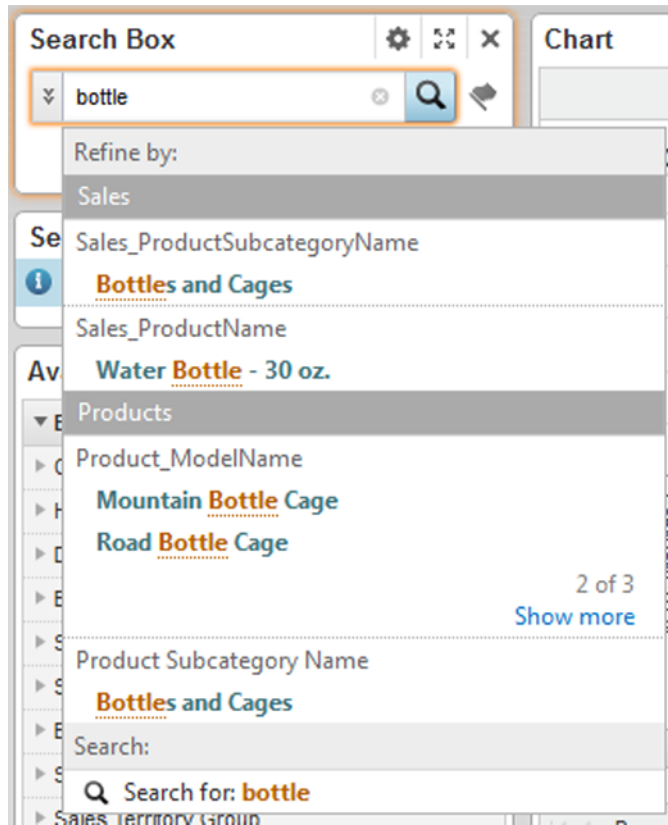 Search Box
Chart
bottle
Refine by:
Sales
Se
Sales_ProductSubcategoryName
Bottles and Cages
Sales_ProductName
Water Bottle - 30 oz.
Av
Products
Product_ModelName
Mountain Bottle Cage
Road Bottle Cage
2 of 3
Show more
Product Subcategory Name
Bottles and Cages
Search:
Search for: bottle
Sales Territory Group